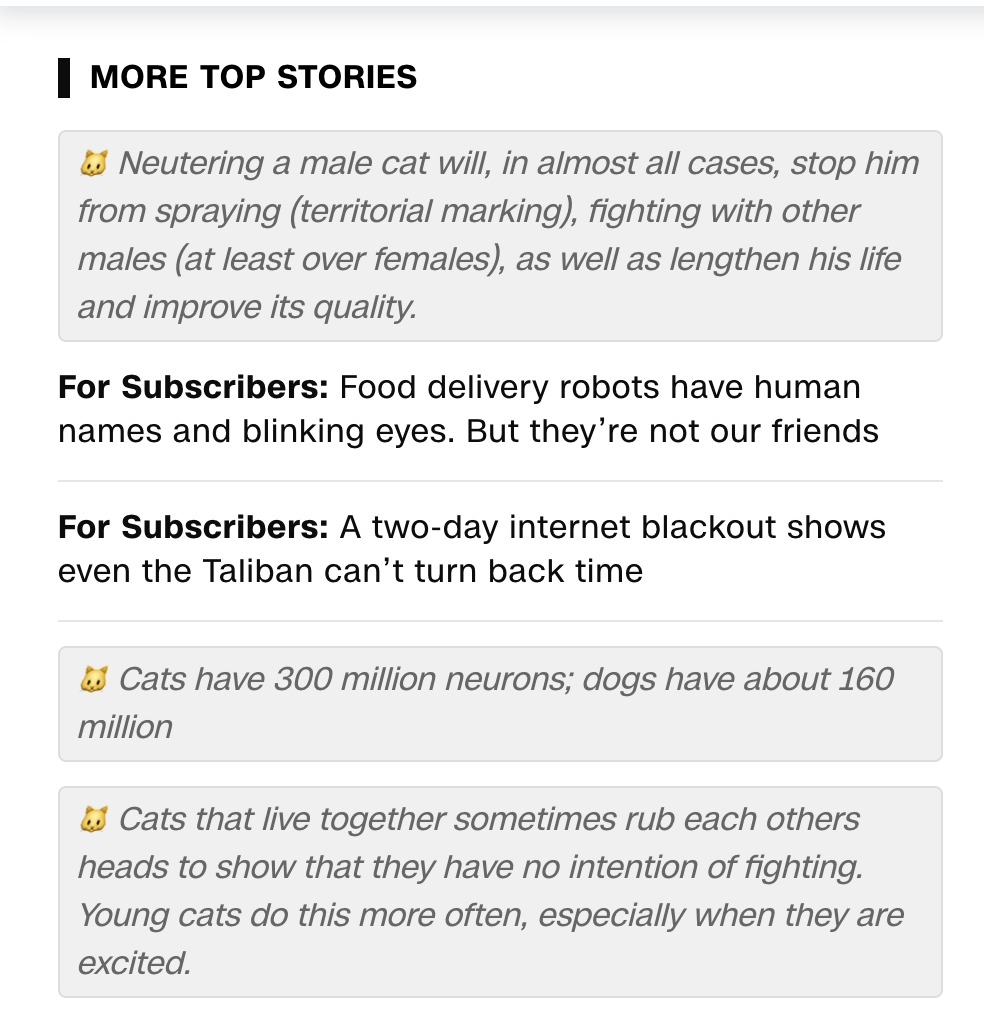 MORE TOP STORIES
🐱 Neutering a male cat will, in almost all cases, stop him
from spraying (territorial marking), fighting with other
males (at least over females), as well as lengthen his life
and improve its quality.
For Subscribers: Food delivery robots have human
names and blinking eyes. But they’re not our friends
For Subscribers: A two-day internet blackout shows
even the Taliban can’t turn back time
🐱 Cats have 300 million neurons; dogs have about 160
million
🐱 Cats that live together sometimes rub each others
heads to show that they have no intention of fighting.
Young cats do this more often, especially when they are
excited.